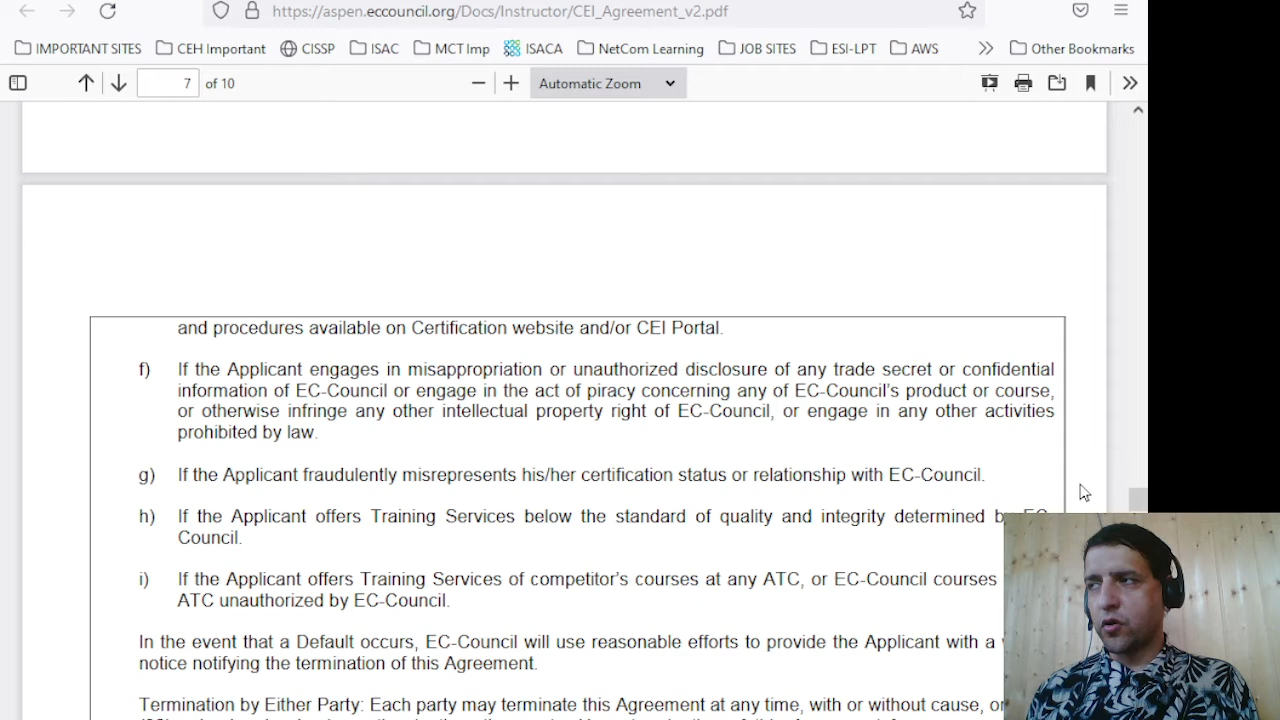 https://aspen.eccouncil.org/Docs/Instructor/CEI_Agreement_v2.pdf
IMPORTANT SITES CEH Important CISSP ISAC MCT Imp ISACA NetCom Learning JOB SITES ESI-LPT AWS Other Bookmarks
7 of 10 Automatic Zoom
and procedures available on Certification website and/or CEI Portal.
f) If the Applicant engages in misappropriation or unauthorized disclosure of any trade secret or confidential
information of EC-Council or engage in the act of piracy concerning any of EC-Council's product or course,
or otherwise infringe any other intellectual property right of EC-Council, or engage in any other activities
prohibited by law.
g) If the Applicant fraudulently misrepresents his/her certification status or relationship with EC-Council.
h) If the Applicant offers Training Services below the standard of quality and integrity determined
Council.
i) If the Applicant offers Training Services of competitor's courses at any ATC, or EC-Council courses
ATC unauthorized by EC-Council.
In the event that a Default occurs, EC-Council will use reasonable efforts to provide the Applicant with a
notice notifying the termination of this Agreement.
Termination by Either Party: Each party may terminate this Agreement at any time, with or without cause,